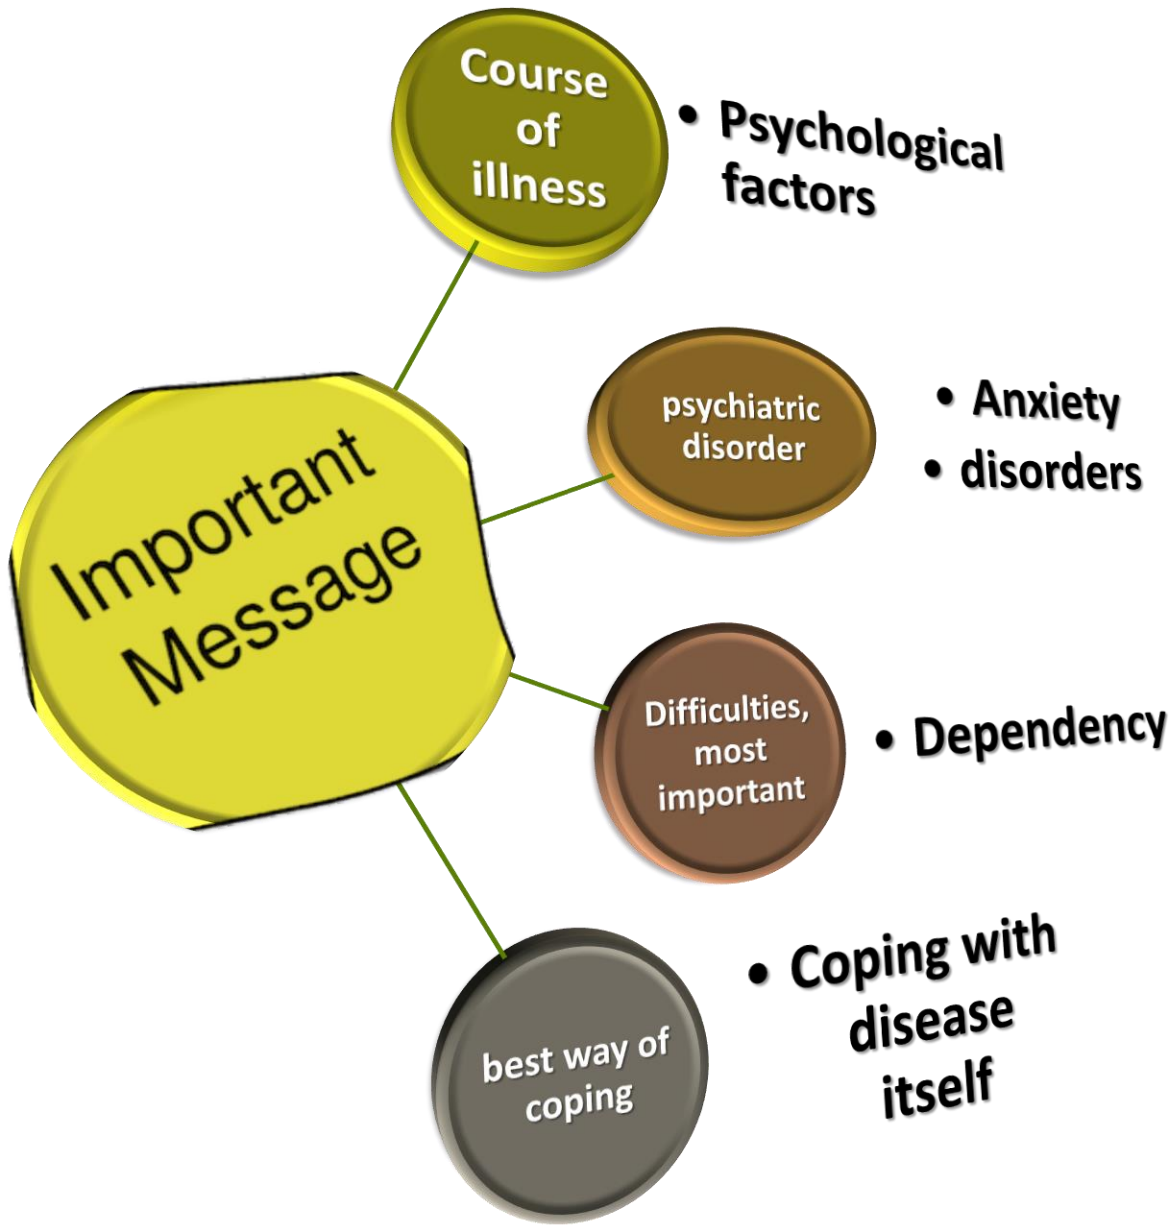 Course
of
illness
• Psychological
factors
psychiatric
disorder
• Anxiety
• disorders
Important
Message
Difficulties,
most
important
• Dependency
best way of
coping
• Coping with
disease
itself